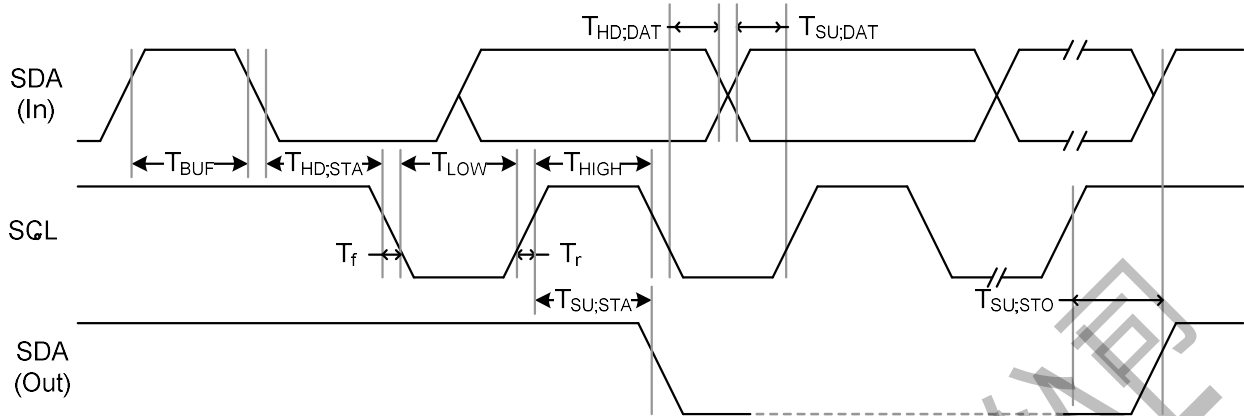 T_HD;DAT
T_SU;DAT
SDA
(In)
T_BUF
T_HD;STA
T_LOW
T_HIGH
SCL
T_f
T_r
T_SU;STA
T_SU;STO
SDA
(Out)